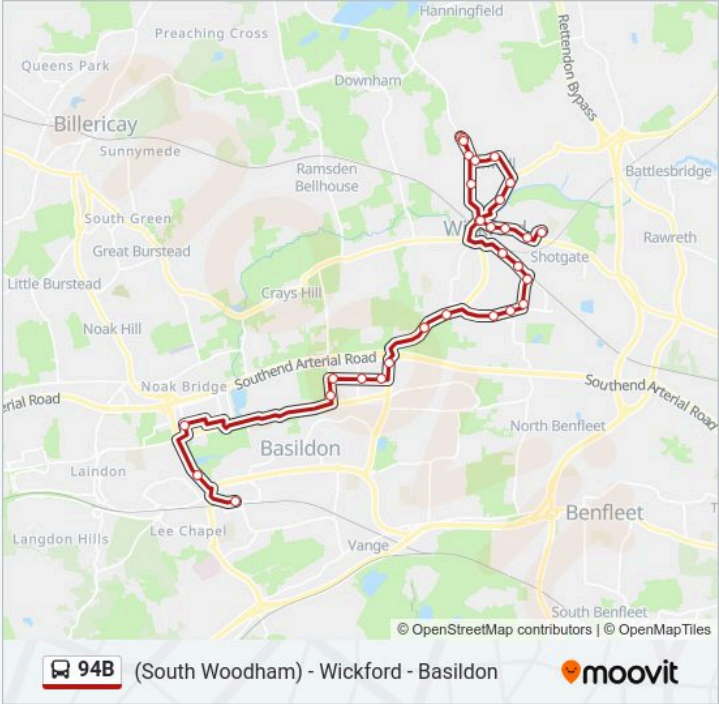 Hanningfield
Preaching Cross
Rettendon Bypass
Queens Park
Downham
Billericay
Sunnymede
Ramsden
Bellhouse
Battlesbridge
South Green
Great Burstead
Rawreth
Shotgate
Little Burstead
Crays Hill
Noak Hill
Southend Arterial Road
Noak Bridge
Southend Arterial Road
erial Road
North Benfleet
Basildon
Laindon
Benfleet
Lee Chapel
Langdon Hills
Vange
South Benfleet
© OpenStreetMap contributors | © OpenMapTiles
94B (South Woodham) - Wickford - Basildon moovit